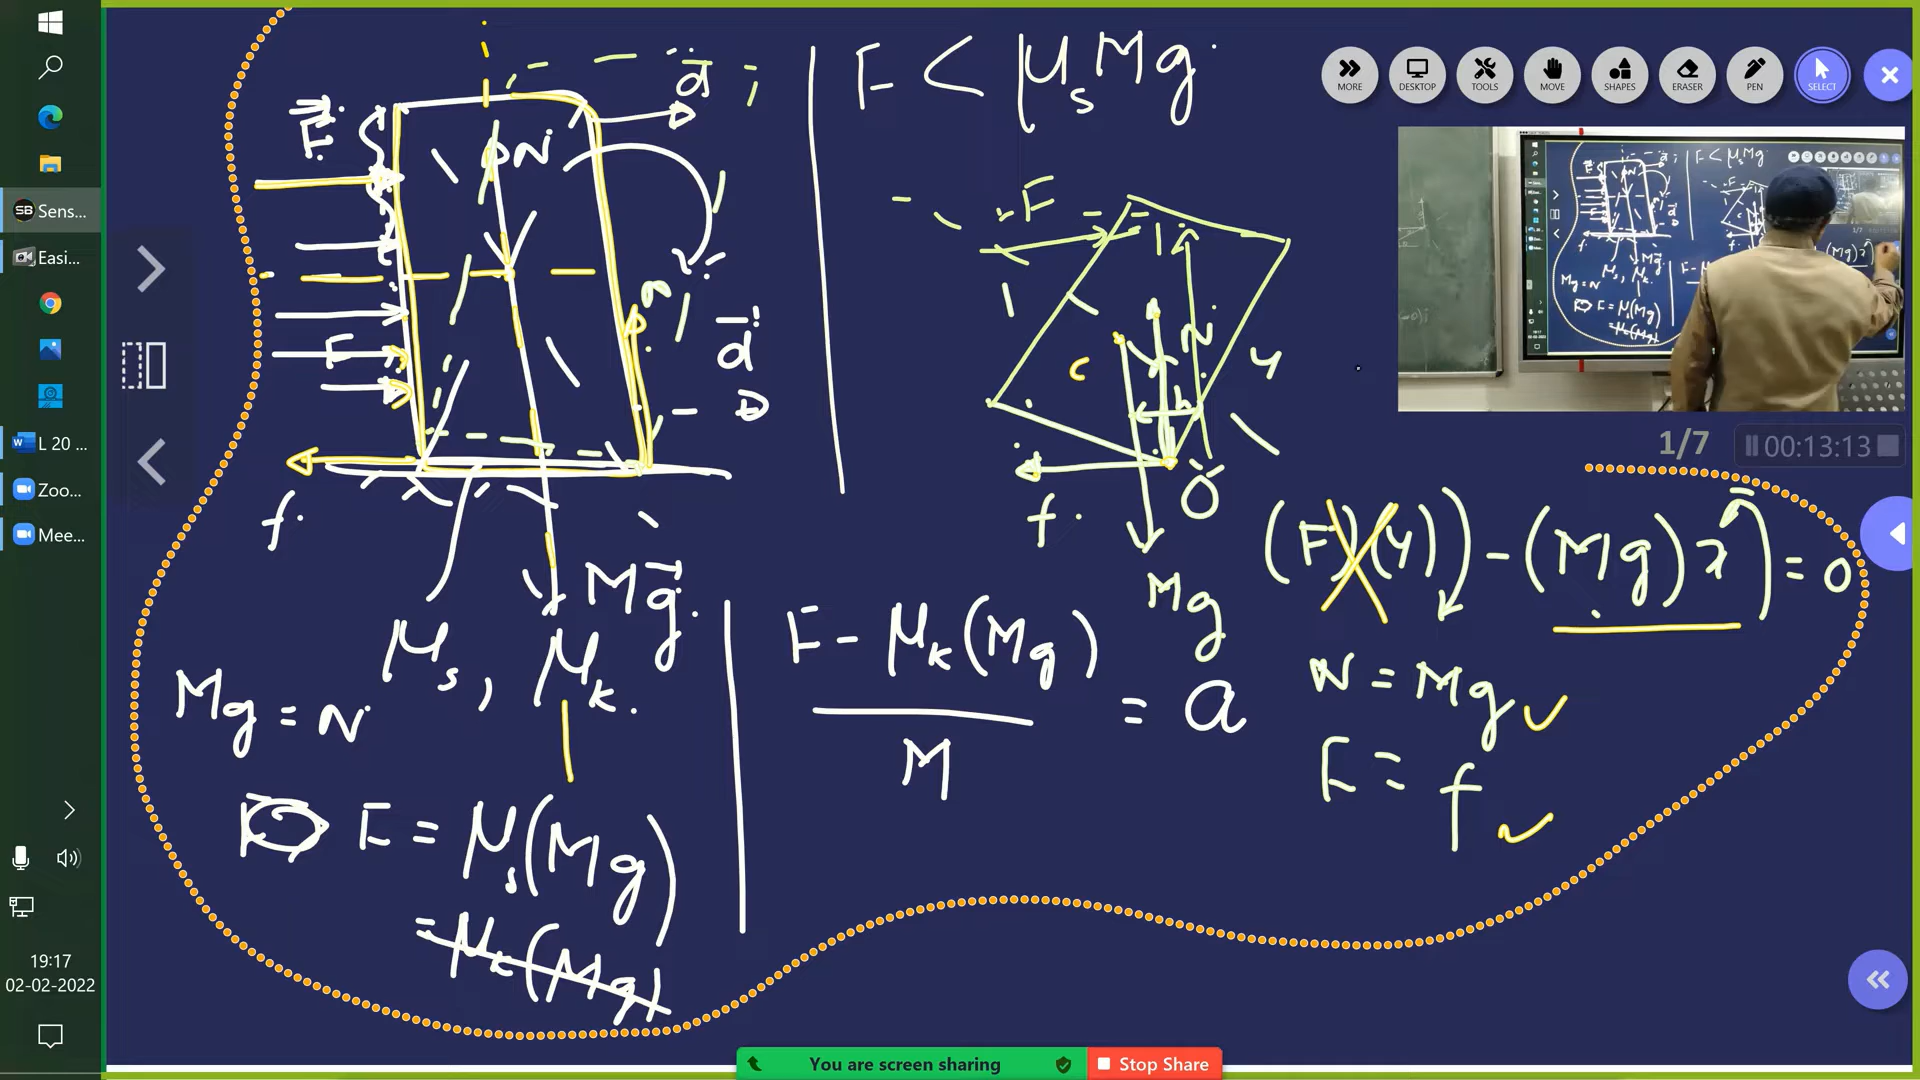 Sens...
Easi...
L 20 ...
Zoo...
Mee...
19:17
02-02-2022
MORE
DESKTOP
TOOLS
MOVE
SHAPES
ERASER
PEN
SELECT
1/7
00:13:13
F
N
a
F
f
Mg
μs, μk
Mg = N
F = μs(Mg)
= μk(Mg)
F < μsMg
F
N
y
c
f
O
Mg
F - μk(Mg)
M
= a
(F)(y) - (Mg)x = 0
N = Mg
F = f
You are screen sharing
Stop Share